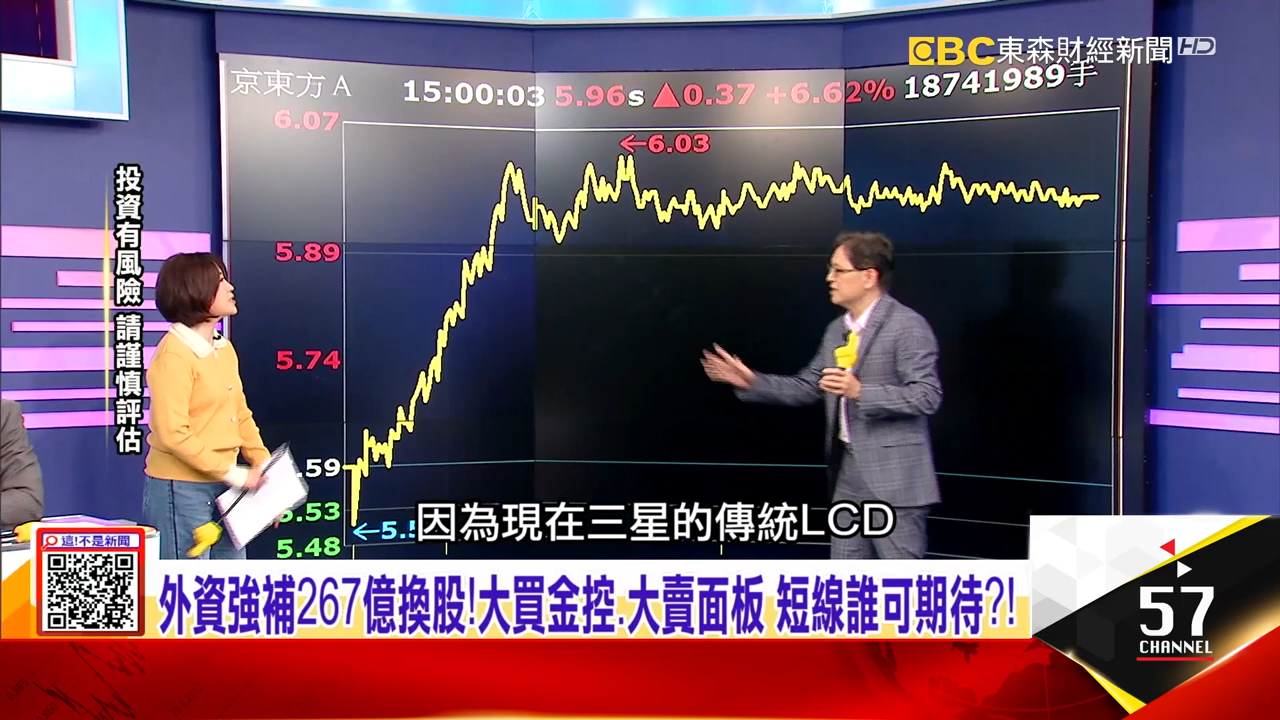 EBC東森財經新聞HD
京東方A 15:00:03 5.96s ▲0.37 +6.62% 18741989手
6.07
←6.03
5.89
5.74
.59
5.53
5.48
←5.5
投資有風險 請謹慎評估
因為現在三星的傳統LCD
這!不是新聞
外資強補267億換股!大買金控.大賣面板 短線誰可期待?!
57
CHANNEL